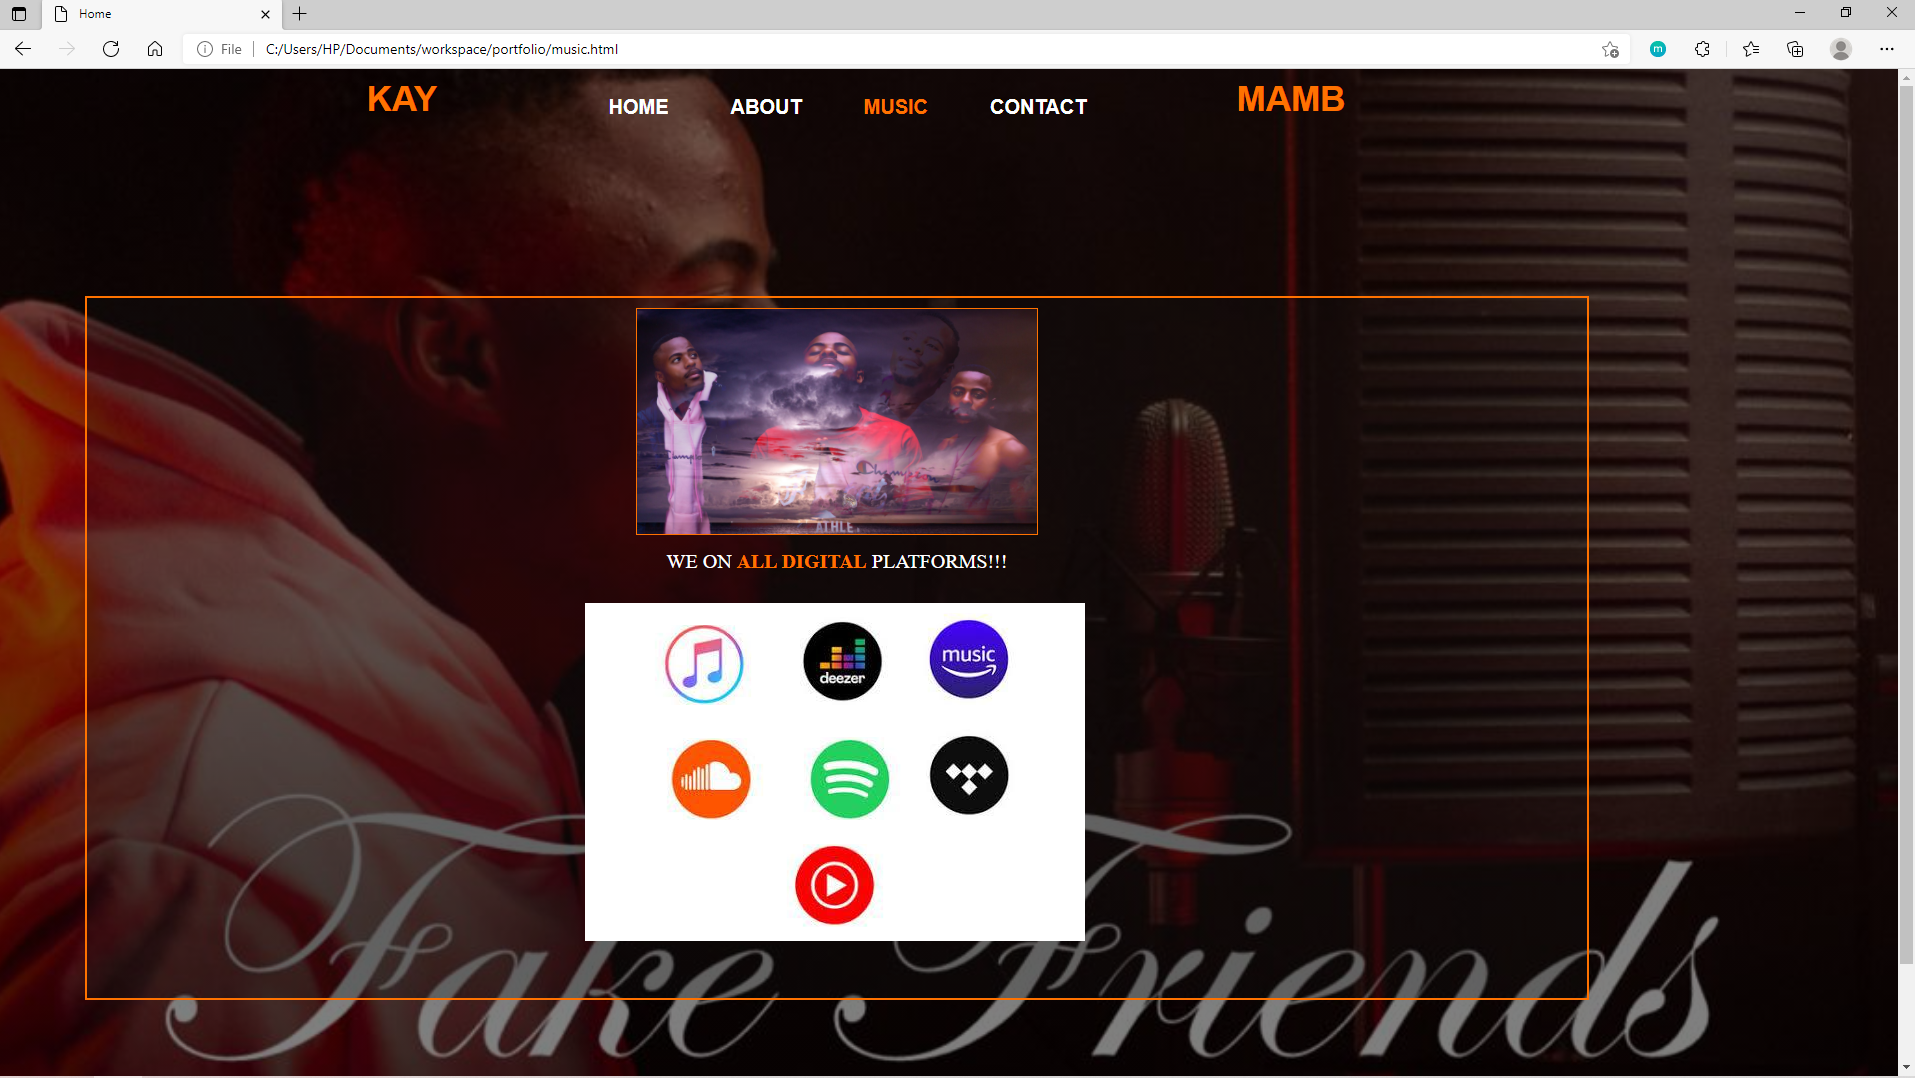 Home
File
C:/Users/HP/Documents/workspace/portfolio/music.html
m
KAY
HOME ABOUT MUSIC CONTACT
MAMB
Champion
ATHLE
WE ON ALL DIGITAL PLATFORMS!!!
deezer
music
Fake Friends